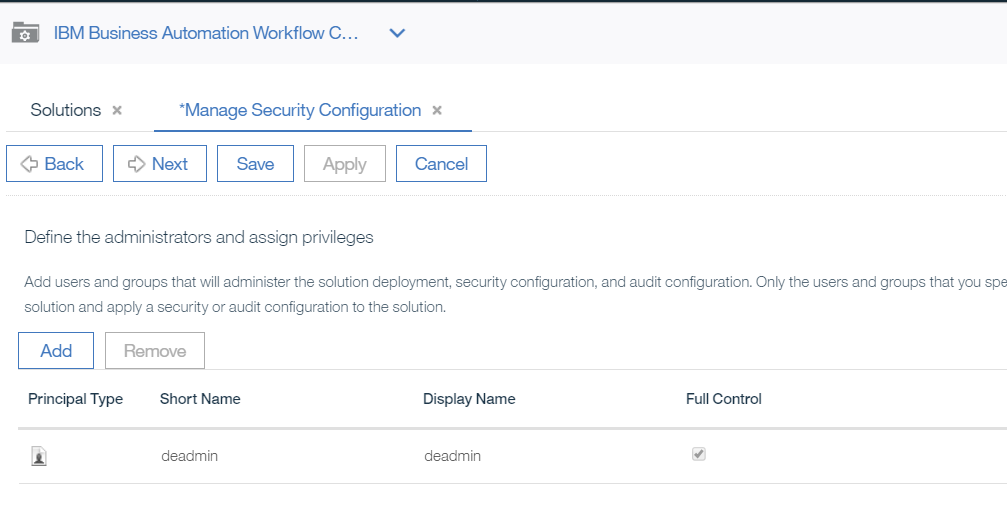 IBM Business Automation Workflow C...
Solutions
*Manage Security Configuration
Back Next Save Apply Cancel
Define the administrators and assign privileges
Add users and groups that will administer the solution deployment, security configuration, and audit configuration. Only the users and groups that you spe
solution and apply a security or audit configuration to the solution.
Add Remove
Principal Type Short Name Display Name Full Control
deadmin deadmin